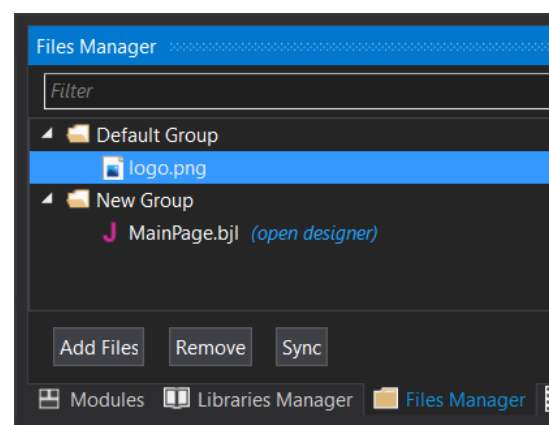 Files Manager
Filter
Default Group
logo.png
New Group
MainPage.bjl (open designer)
Add Files Remove Sync
Modules Libraries Manager Files Manager